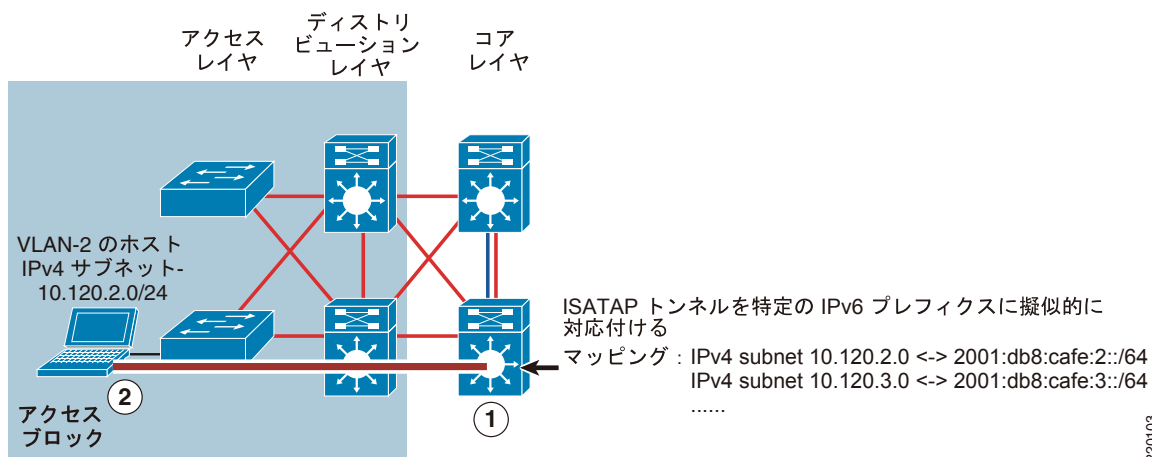 アクセス
レイヤ
ディストリ
ビューション
レイヤ
コア
レイヤ
VLAN-2 のホスト
IPv4 サブネット-
10.120.2.0/24
ISATAP トンネルを特定の IPv6 プレフィクスに擬似的に
対応付ける
マッピング : IPv4 subnet 10.120.2.0 <-> 2001:db8:cafe:2::/64
IPv4 subnet 10.120.3.0 <-> 2001:db8:cafe:3::/64
......
2
1
アクセス
ブロック
220103